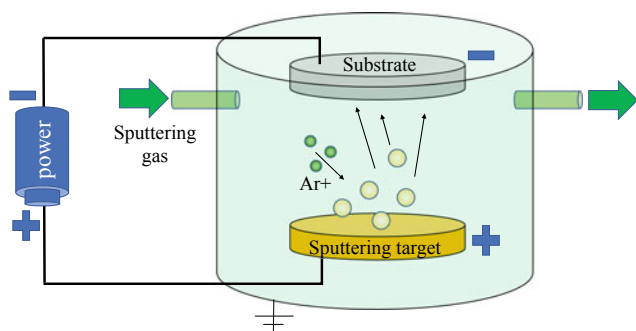 Substrate
Sputtering
gas
power
Ar+
Sputtering target